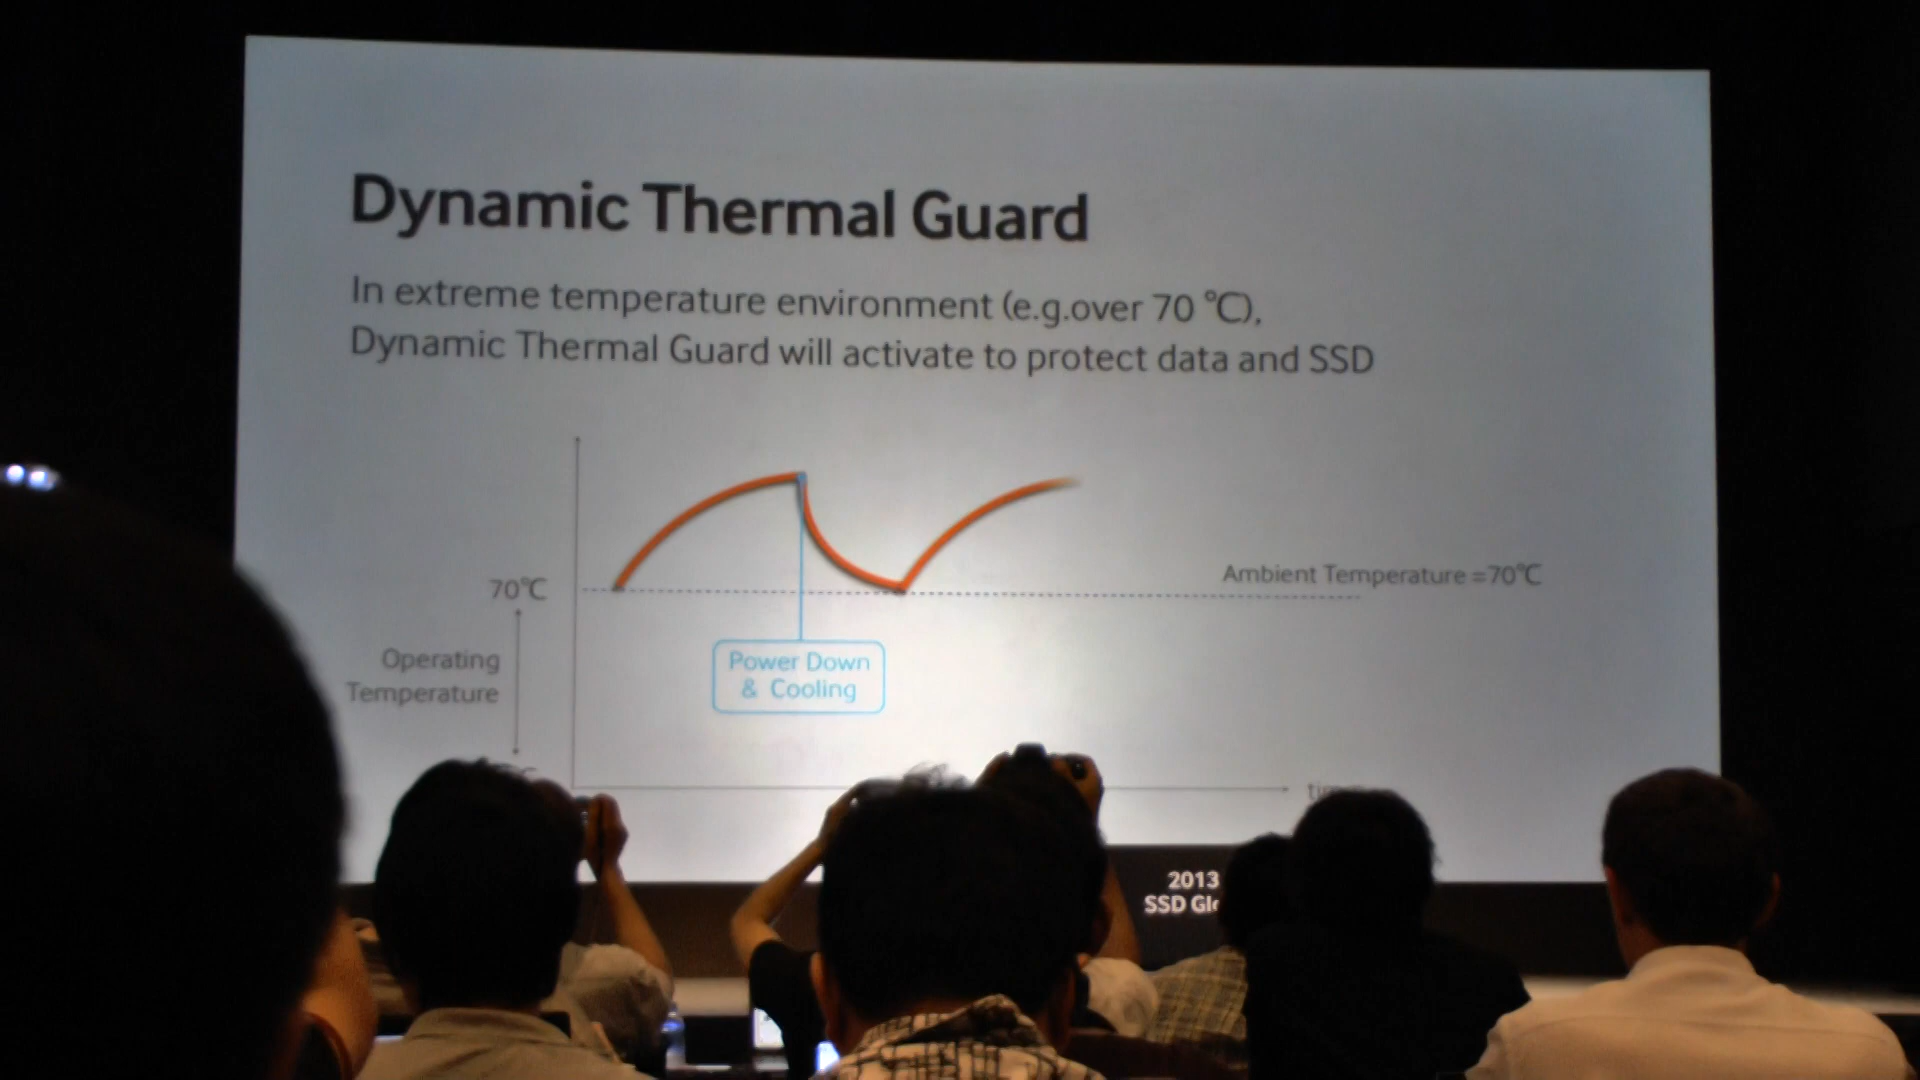 Dynamic Thermal Guard
In extreme temperature environment (e.g.over 70 ℃),
Dynamic Thermal Guard will activate to protect data and SSD
70℃
Ambient Temperature =70℃
Operating
Temperature
Power Down
& Cooling
2013
SSD